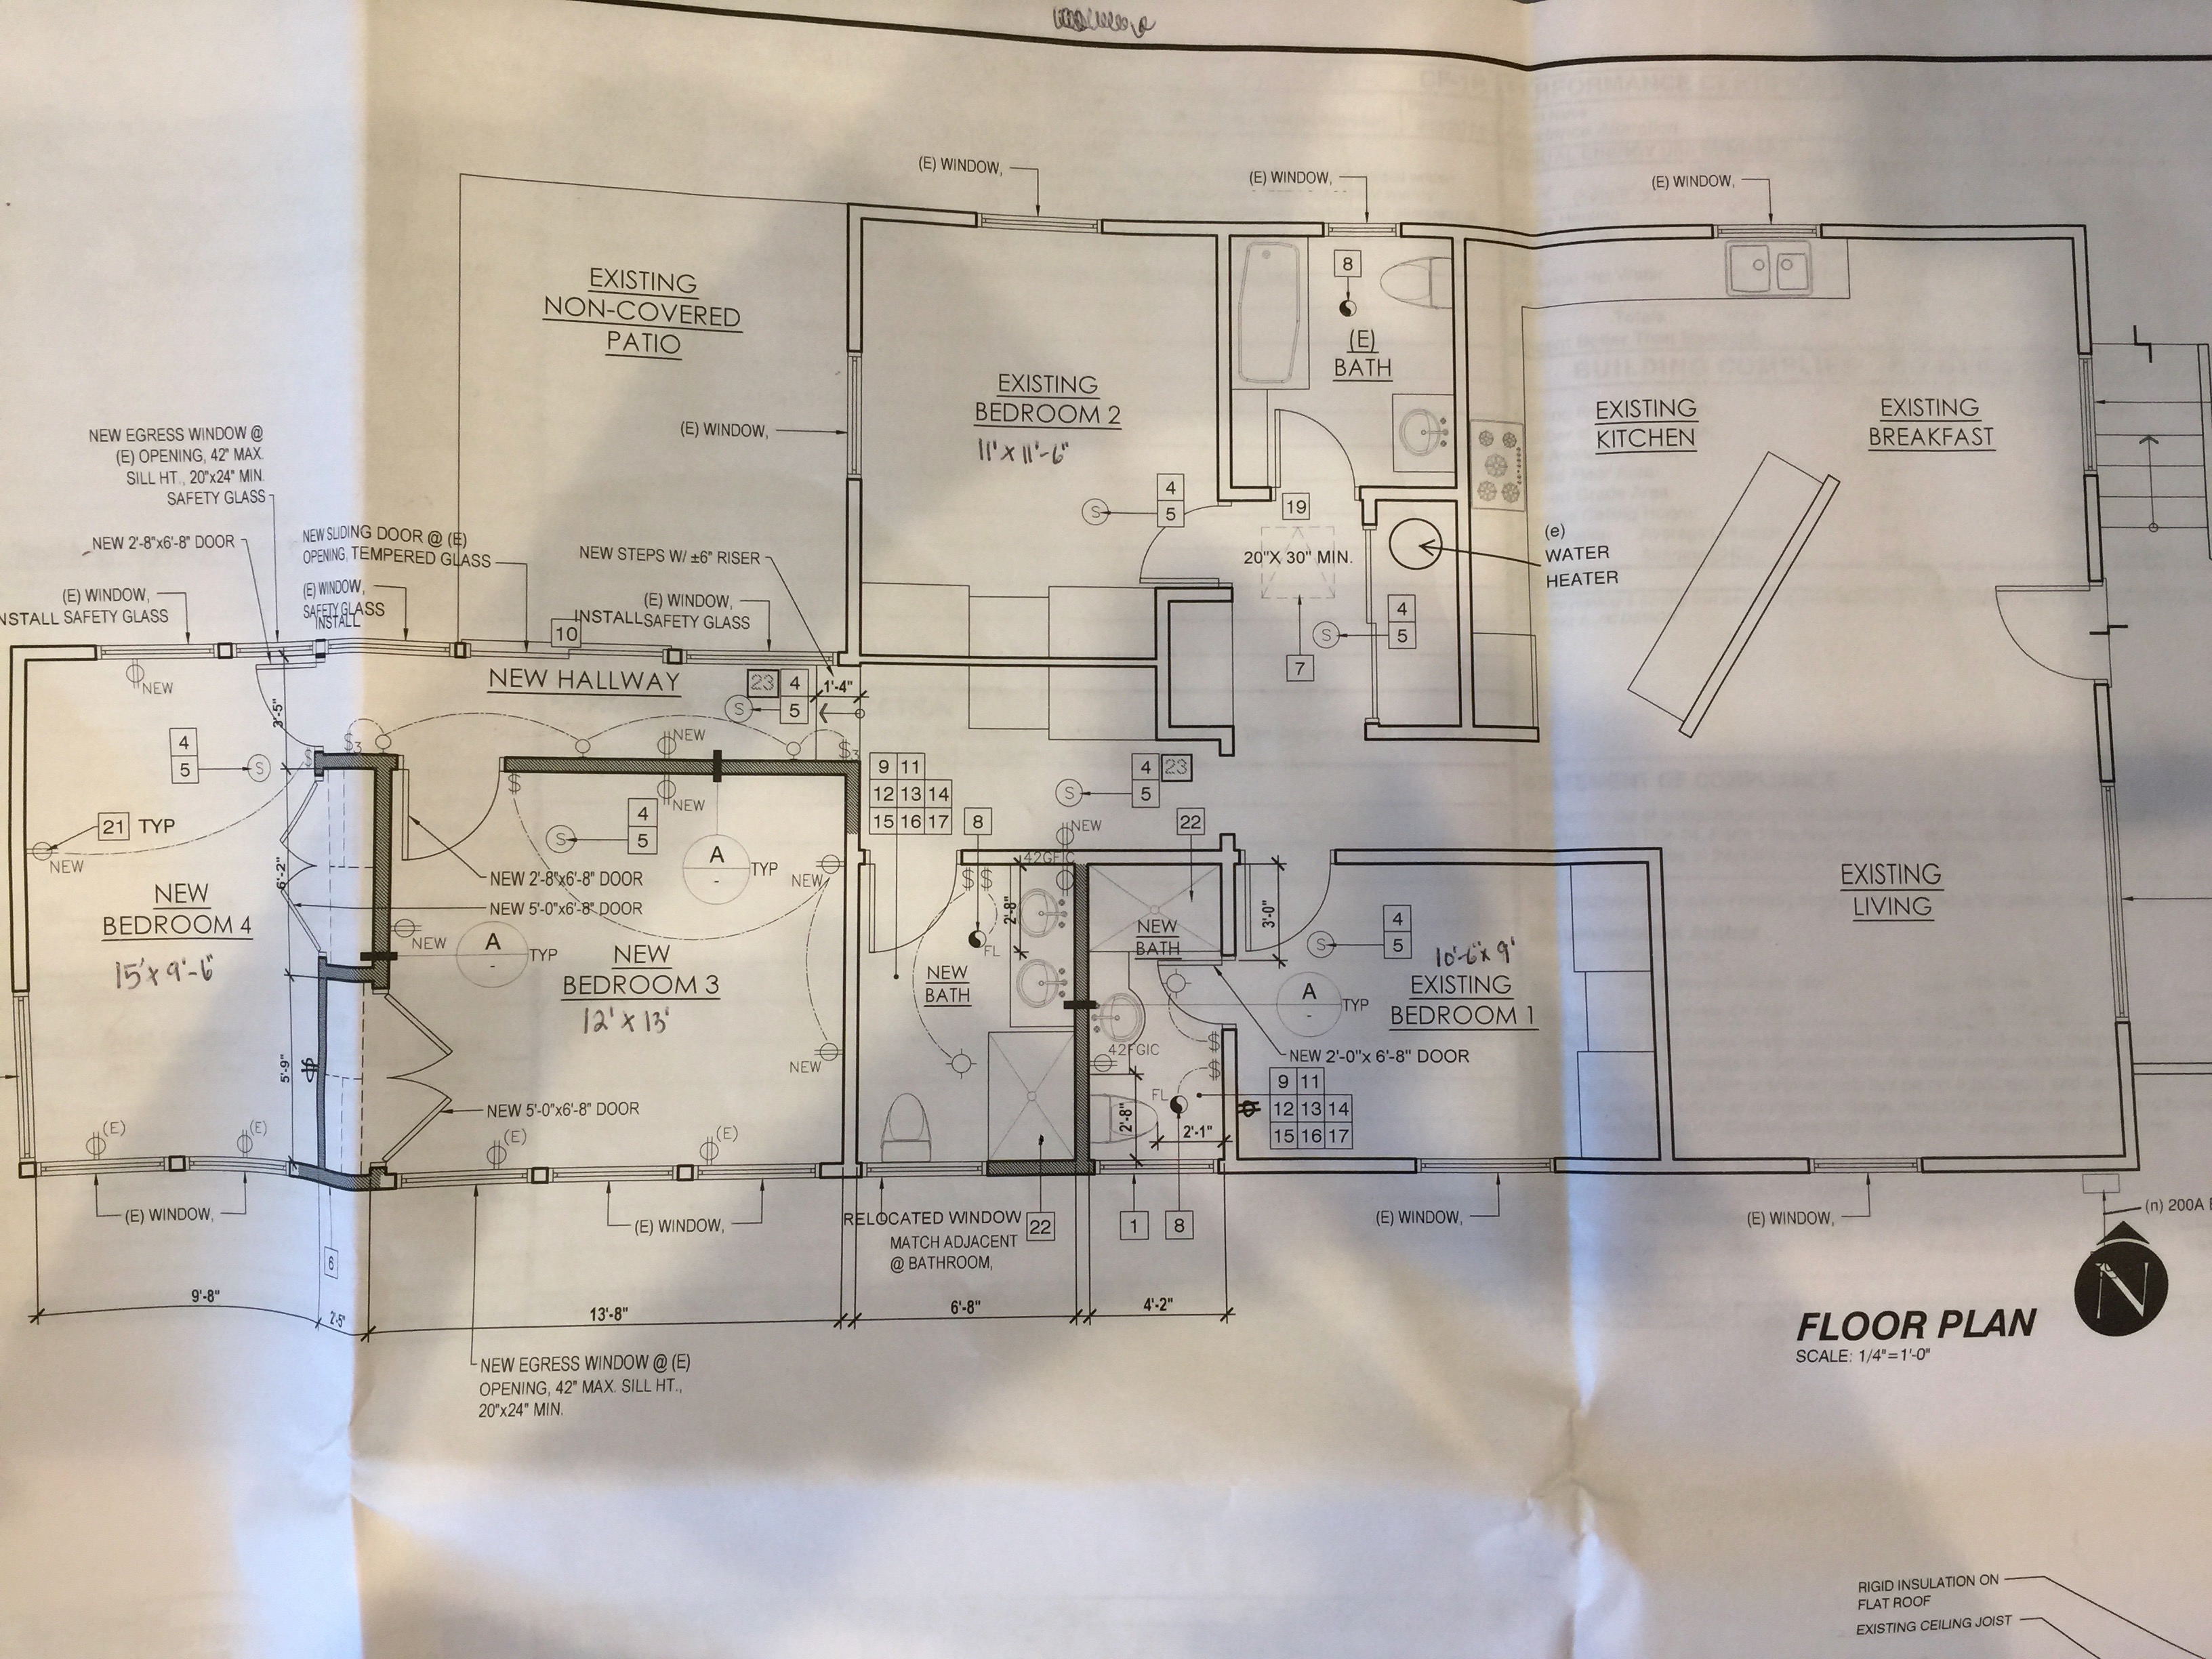 (E) WINDOW,
(E) WINDOW,
(E) WINDOW,
EXISTING
NON-COVERED
PATIO
8
(E)
BATH
EXISTING
BEDROOM 2
11' X 11'-6"
EXISTING
KITCHEN
EXISTING
BREAKFAST
(E) WINDOW,
NEW EGRESS WINDOW @
(E) OPENING, 42" MAX.
SILL HT., 20"x24" MIN.
SAFETY GLASS
NEW 2'-8"x6'-8" DOOR
NEW SLIDING DOOR @ (E)
OPENING, TEMPERED GLASS
NEW STEPS W/ ±6" RISER
4
5
19
20"X 30" MIN.
(e)
WATER
HEATER
(E) WINDOW,
INSTALL SAFETY GLASS
(E) WINDOW,
SAFETY GLASS
INSTALL
10
(E) WINDOW,
INSTALL SAFETY GLASS
4
5
7
NEW
NEW HALLWAY
23 4
5
1'-4"
3'-5"
4
5
NEW
NEW
9 11
12 13 14
15 16 17
8
4 23
5
22
NEW
21 TYP
NEW
4
5
A
-
TYP
NEW 2'-8"x6'-8" DOOR
NEW
42GFIC
6'-2"
NEW 5'-0"x6'-8" DOOR
NEW
BEDROOM 4
15' x 9'-6"
NEW
A
-
TYP
NEW
BEDROOM 3
12' X 13'
FL
2'-8"
NEW
BATH
NEW
BATH
3'-0"
4
5
10'-6" x 9'
EXISTING
BEDROOM 1
A
-
TYP
EXISTING
LIVING
NEW 2'-0"x 6'-8" DOOR
42FGIC
NEW
5'-9"
NEW 5'-0"x6'-8" DOOR
FL
2'-8"
2'-1"
9 11
12 13 14
15 16 17
(E)
(E)
(E)
(E)
(E) WINDOW,
6
(E) WINDOW,
RELOCATED WINDOW
MATCH ADJACENT
@ BATHROOM,
22
1
8
(E) WINDOW,
(E) WINDOW,
(n) 200A
9'-8"
2'-5"
13'-8"
6'-8"
4'-2"
N
FLOOR PLAN
SCALE: 1/4"=1'-0"
NEW EGRESS WINDOW @ (E)
OPENING, 42" MAX. SILL HT.,
20"x24" MIN.
RIGID INSULATION ON
FLAT ROOF
EXISTING CEILING JOIST